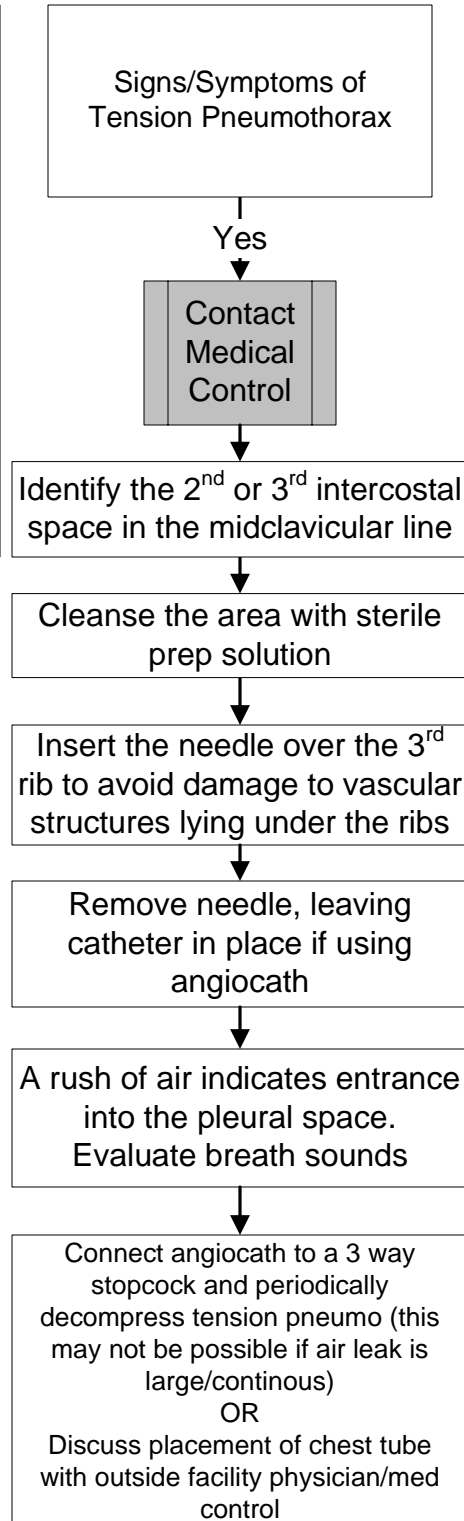 Signs/Symptoms of
Tension Pneumothorax
Yes
Contact
Medical
Control
Identify the 2nd or 3rd intercostal
space in the midclavicular line
Cleanse the area with sterile
prep solution
Insert the needle over the 3rd
rib to avoid damage to vascular
structures lying under the ribs
Remove needle, leaving
catheter in place if using
angiocath
A rush of air indicates entrance
into the pleural space.
Evaluate breath sounds
Connect angiocath to a 3 way
stopcock and periodically
decompress tension pneumo (this
may not be possible if air leak is
large/continous)
OR
Discuss placement of chest tube
with outside facility physician/med
control